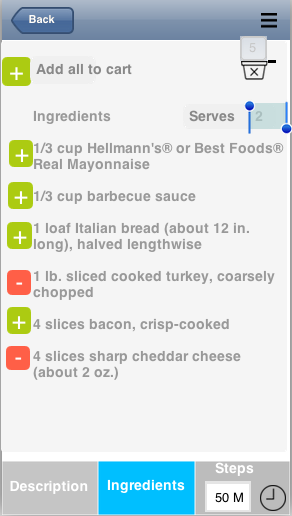 Back
5
+ Add all to cart
Ingredients Serves 2
+ 1/3 cup Hellmann's® or Best Foods®
Real Mayonnaise
+ 1/3 cup barbecue sauce
+ 1 loaf Italian bread (about 12 in.
long), halved lengthwise
- 1 lb. sliced cooked turkey, coarsely
chopped
+ 4 slices bacon, crisp-cooked
- 4 slices sharp cheddar cheese
(about 2 oz.)
Description
Ingredients
Steps
50 M